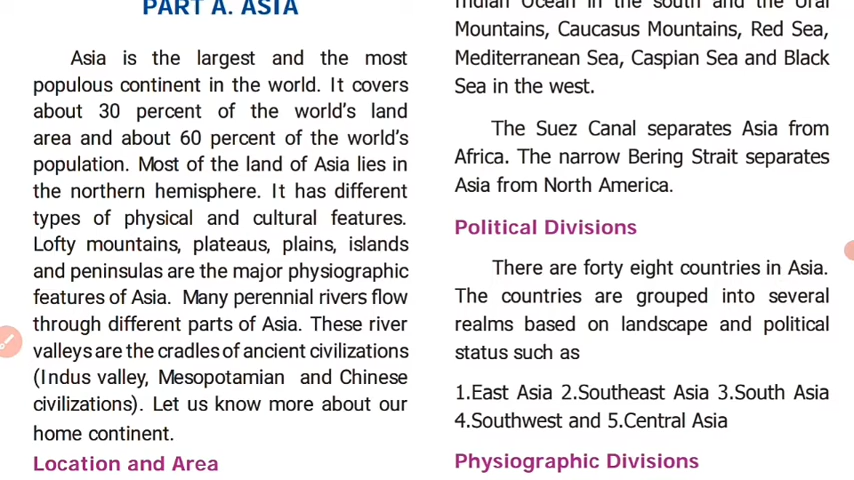 PART A. ASIA
Asia is the largest and the most
populous continent in the world. It covers
about 30 percent of the world's land
area and about 60 percent of the world's
population. Most of the land of Asia lies in
the northern hemisphere. It has different
types of physical and cultural features.
Lofty mountains, plateaus, plains, islands
and peninsulas are the major physiographic
features of Asia. Many perennial rivers flow
through different parts of Asia. These river
valleys are the cradles of ancient civilizations
(Indus valley, Mesopotamian and Chinese
civilizations). Let us know more about our
home continent.
Location and Area
Indian Ocean in the south and the Ural
Mountains, Caucasus Mountains, Red Sea,
Mediterranean Sea, Caspian Sea and Black
Sea in the west.
The Suez Canal separates Asia from
Africa. The narrow Bering Strait separates
Asia from North America.
Political Divisions
There are forty eight countries in Asia.
The countries are grouped into several
realms based on landscape and political
status such as
1.East Asia 2.Southeast Asia 3.South Asia
4.Southwest and 5.Central Asia
Physiographic Divisions